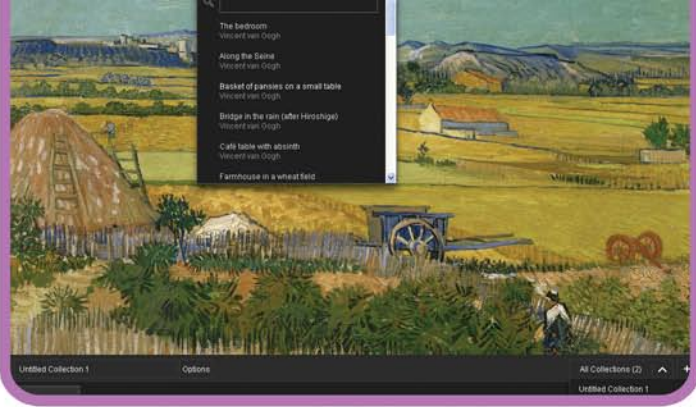 The bedroom
Vincent van Gogh
Along the Seine
Vincent van Gogh
Basket of pansies on a small table
Vincent van Gogh
Bridge in the rain (after Hiroshige)
Vincent van Gogh
Café table with absinth
Vincent van Gogh
Farmhouse in a wheat field
Untitled Collection 1
Options
All Collections (2)
Untitled Collection 1